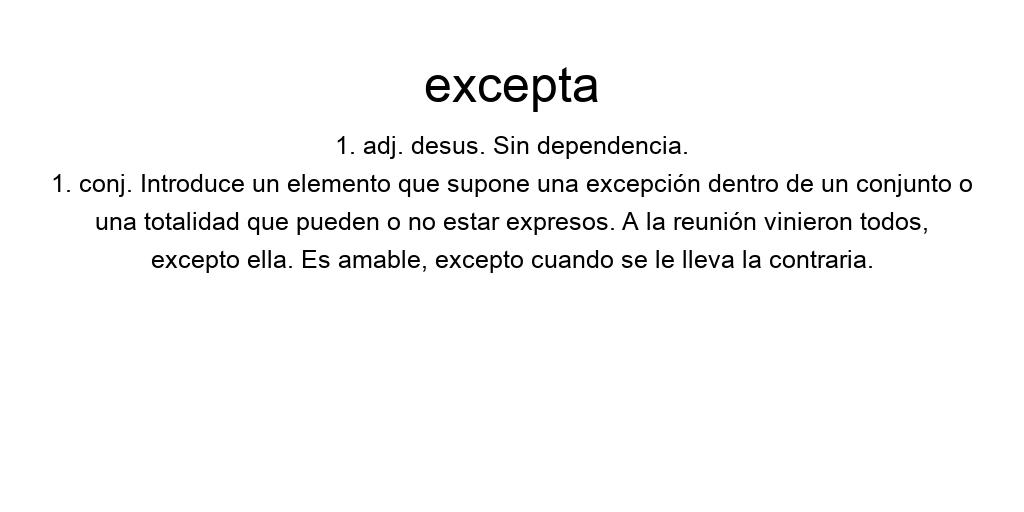 excepta
1. adj. desus. Sin dependencia.
1. conj. Introduce un elemento que supone una excepción dentro de un conjunto o
una totalidad que pueden o no estar expresos. A la reunión vinieron todos,
excepto ella. Es amable, excepto cuando se le lleva la contraria.